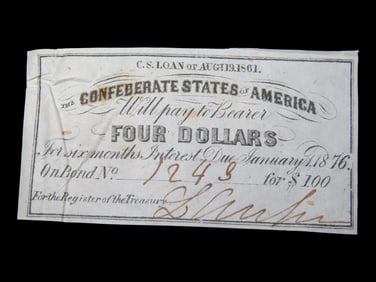 C.S. LOAN OF AUGT 19, 1861.
THE CONFEDERATE STATES OF AMERICA
Will pay to Bearer
FOUR DOLLARS
For six months, Interest Due January 1, 1876.
On Bond No. 1243 for $100
For the Register of the Treasury